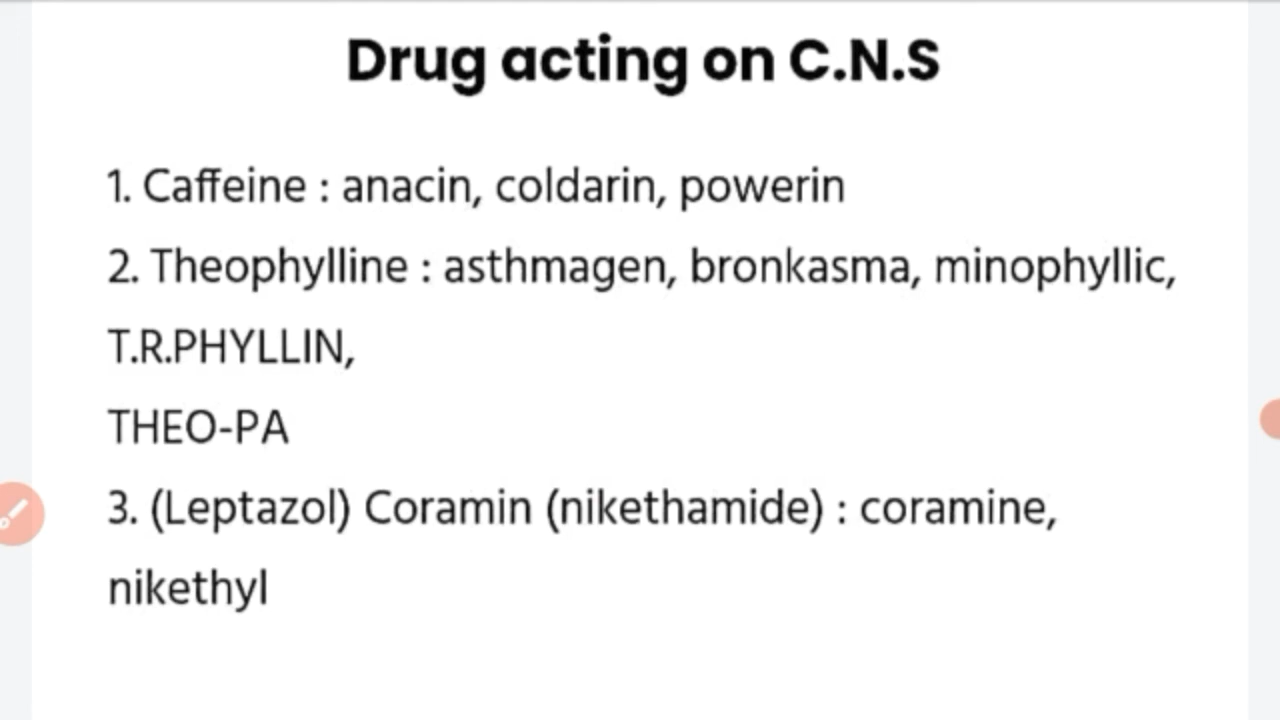 Drug acting on C.N.S
1. Caffeine : anacin, coldarin, powerin
2. Theophylline : asthmagen, bronkasma, minophyllic,
T.R.PHYLLIN,
THEO-PA
3. (Leptazol) Coramin (nikethamide) : coramine,
nikethyl